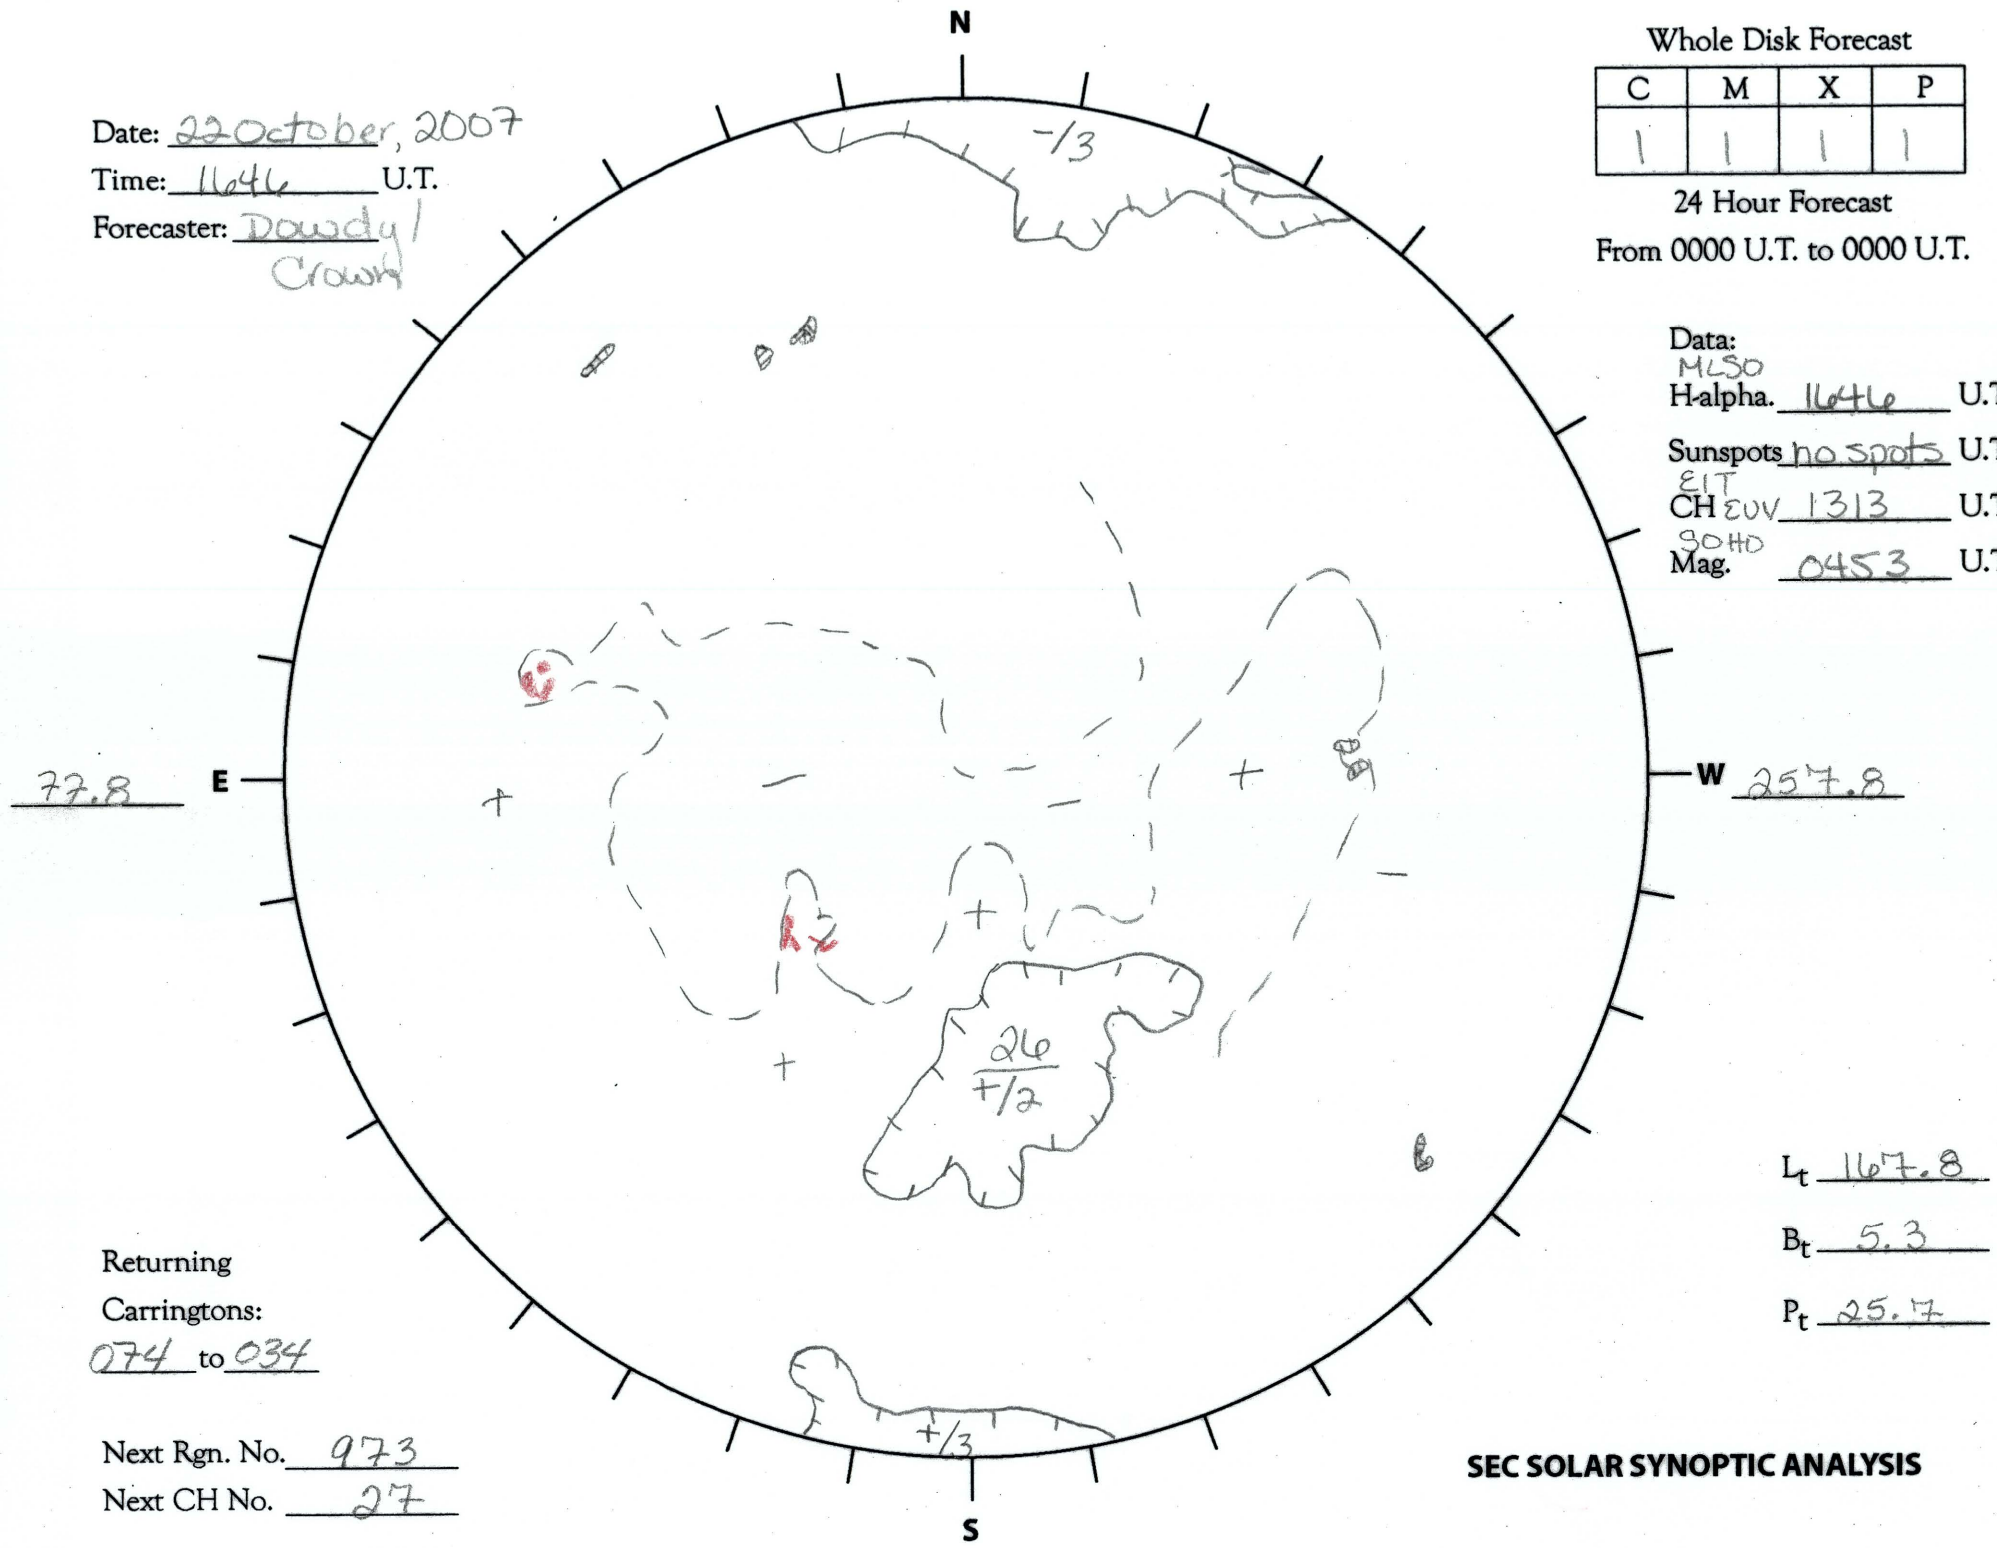 N
Date: 22 October, 2007
Time: 1646 U.T.
Forecaster: Dowdy/
Crown
Whole Disk Forecast
C M X P
1 1 1 1
24 Hour Forecast
From 0000 U.T. to 0000 U.T.
-/3
Data:
MLSO
H-alpha. 1646 U.T
Sunspots no spots U.T
EIT
CH EUV 1313 U.T
SOHO
Mag. 0453 U.T
77.8 E
W 257.8
+
-
-
+
-
+
+
26
+/2
Lt 167.8
Bt 5.3
Pt 25.7
Returning
Carringtons:
074 to 034
+/3
Next Rgn. No. 973
Next CH No. 27
SEC SOLAR SYNOPTIC ANALYSIS
S